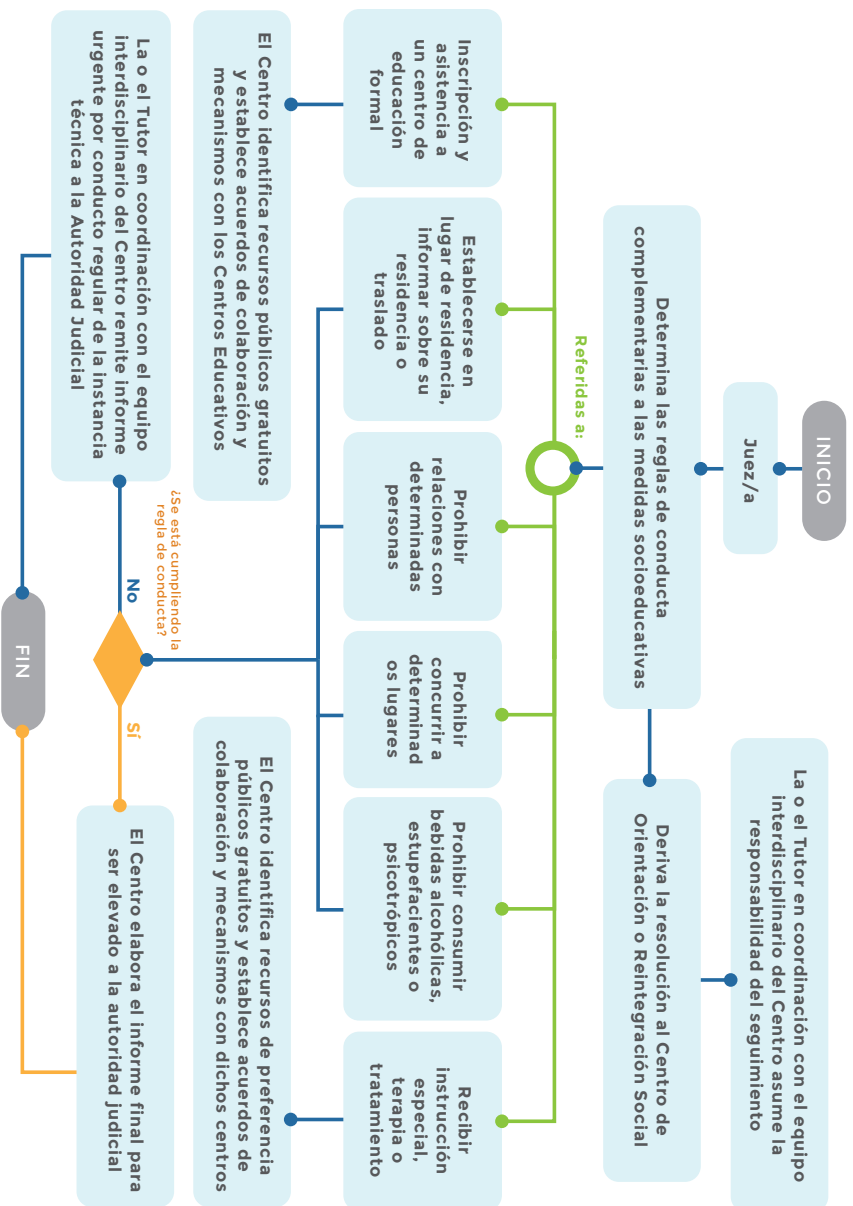 INICIO
Juez/a
Determina las reglas de conducta
complementarias a las medidas socioeducativas
La o el Tutor en coordinación con el equipo
interdisciplinario del Centro asume la
responsabilidad del seguimiento
Deriva la resolución al Centro de
Orientación o Reintegración Social
Referidas a:
Inscripción y
asistencia a
un centro de
educación
formal
Establecerse en
lugar de residencia,
informar sobre su
residencia o
traslado
Prohibir
relaciones con
determinadas
personas
Prohibir
concurrir a
determinad
os lugares
Prohibir consumir
bebidas alcohólicas,
estupefacientes o
psicotrópicos
Recibir
instrucción
especial,
terapia o
tratamiento
El Centro identifica recursos públicos gratuitos
y establece acuerdos de colaboración y
mecanismos con los Centros Educativos
El Centro identifica recursos de preferencia
públicos gratuitos y establece acuerdos de
colaboración y mecanismos con dichos centros
¿Se está cumpliendo la
regla de conducta?
No
Sí
La o el Tutor en coordinación con el equipo
interdisciplinario del Centro remite informe
urgente por conducto regular de la instancia
técnica a la Autoridad Judicial
El Centro elabora el informe final para
ser elevado a la autoridad judicial
FIN